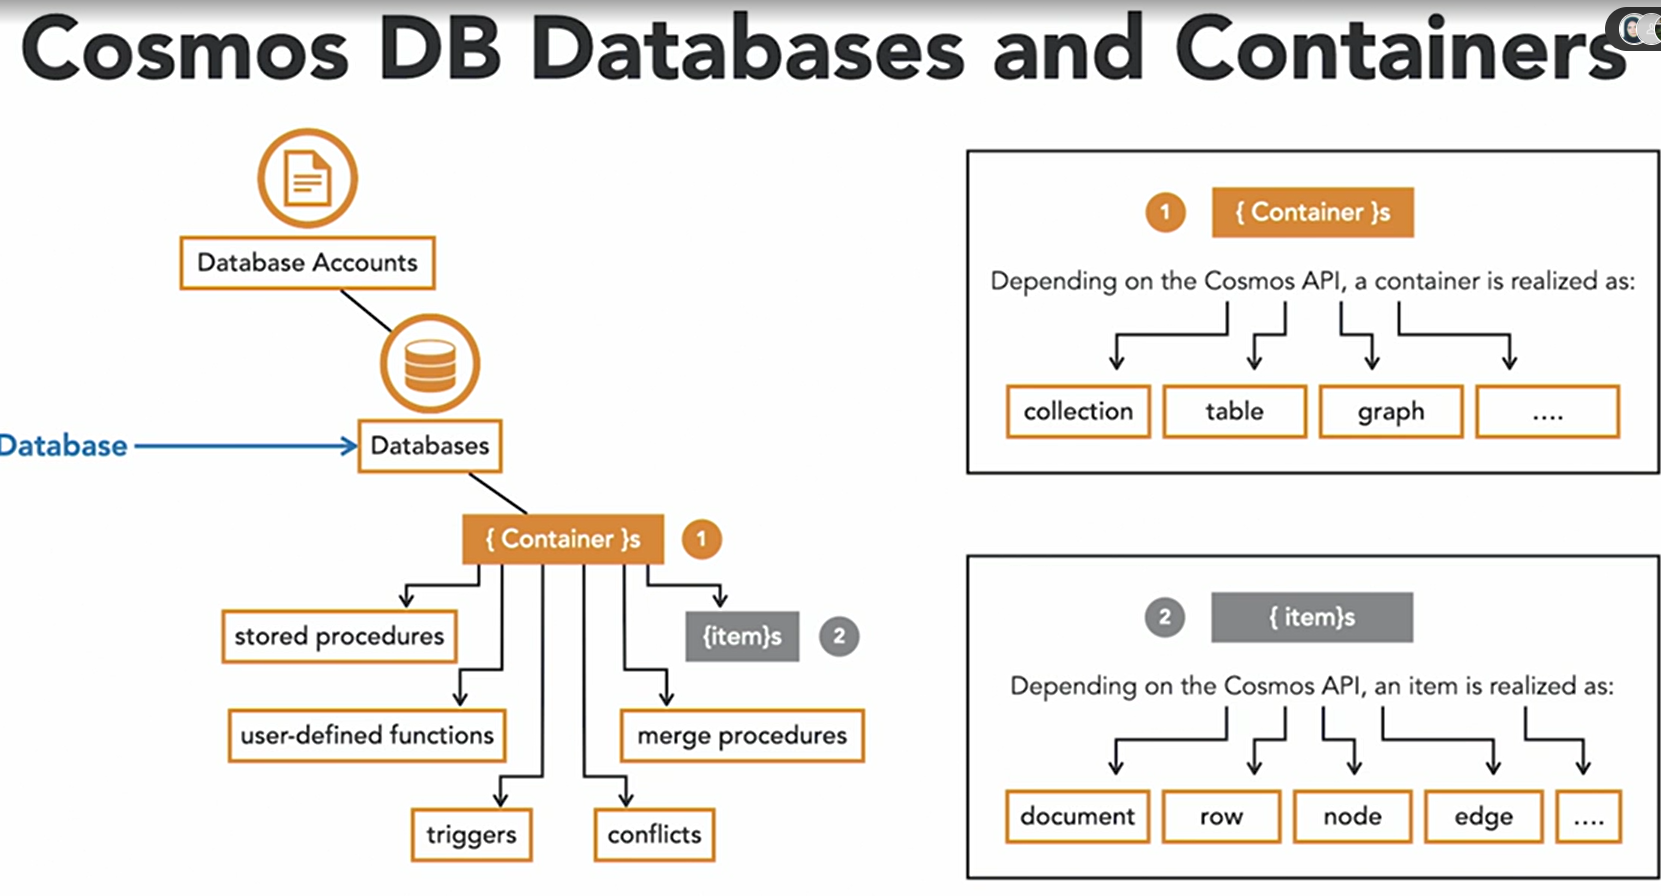 Cosmos DB Databases and Containers
Database Accounts
Database
Databases
{ Container }s
1
stored procedures
{item}s
2
user-defined functions
merge procedures
triggers
conflicts
1
{ Container }s
Depending on the Cosmos API, a container is realized as:
collection
table
graph
....
2
{ item}s
Depending on the Cosmos API, an item is realized as:
document
row
node
edge
....